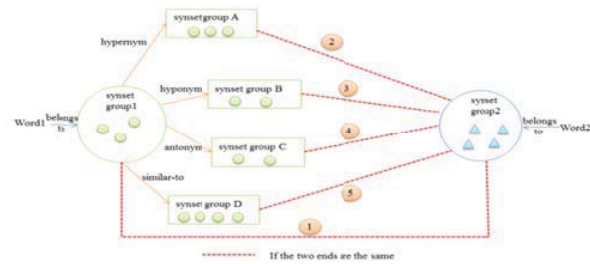 synsetgroup A
2
hypernym
synset
group1
hyponym
synset group B
3
synset
group2
Word1
belongs
to
4
belongs
to
Word2
antonym
synset group C
similar-to
5
synset group D
1
If the two ends are the same